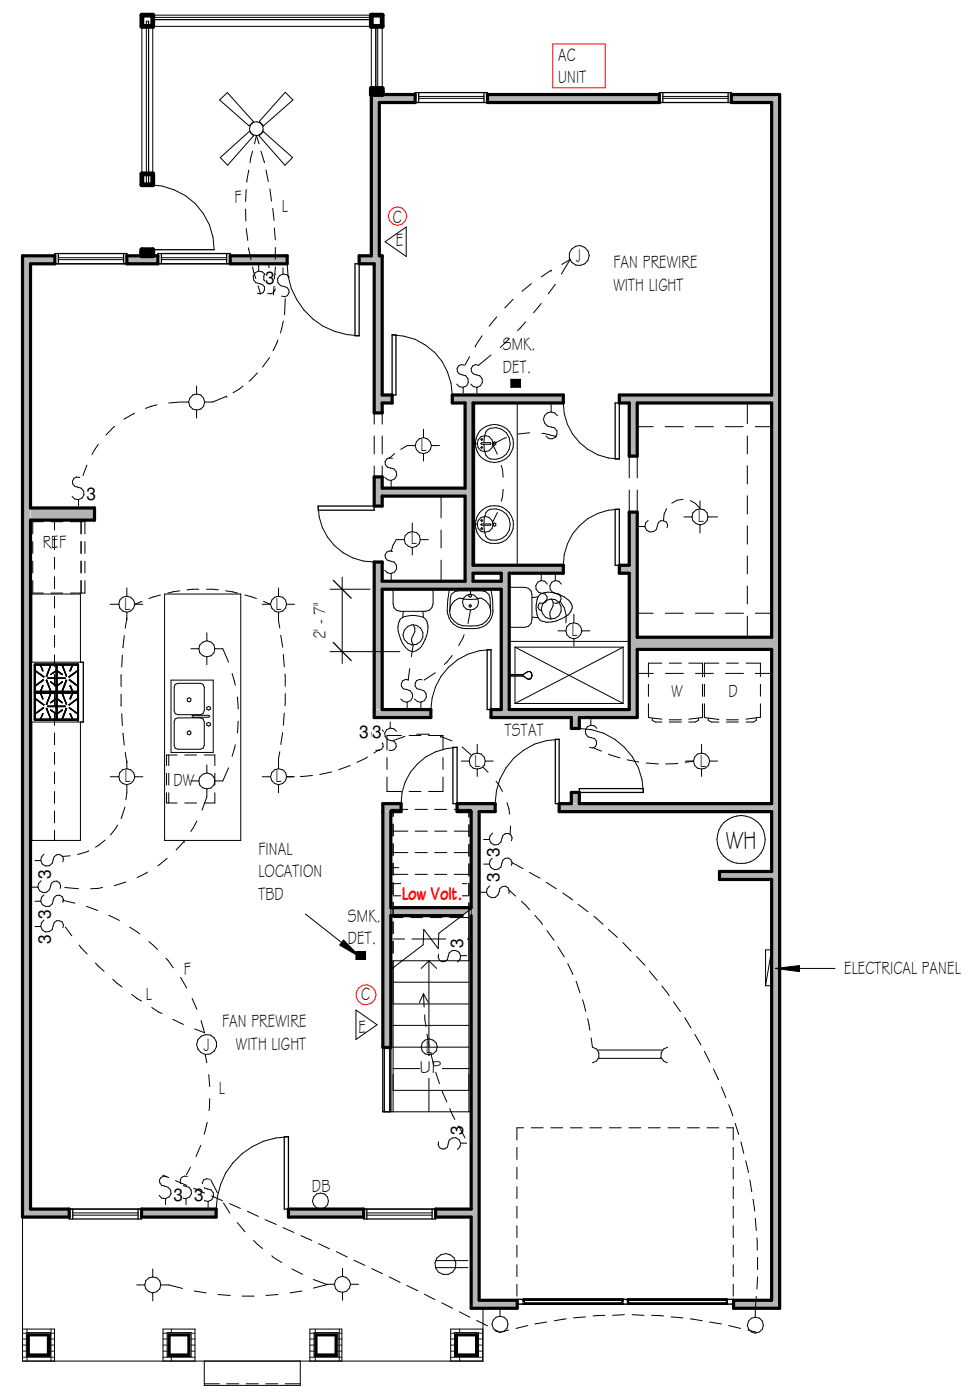 AC
UNIT
F
L
C
E
3
J
FAN PREWIRE
WITH LIGHT
SMK.
DET.
L
3
REF
L
L
L
L
2' - 7"
L
W
D
TSTAT
33
L
L
DW
L
L
WH
3
3
3
FINAL
LOCATION
TBD
Low Volt.
3
3
3
SMK.
DET.
3
ELECTRICAL PANEL
F
L
C
E
FAN PREWIRE
WITH LIGHT
J
L
UP
L
3
DB
3
3